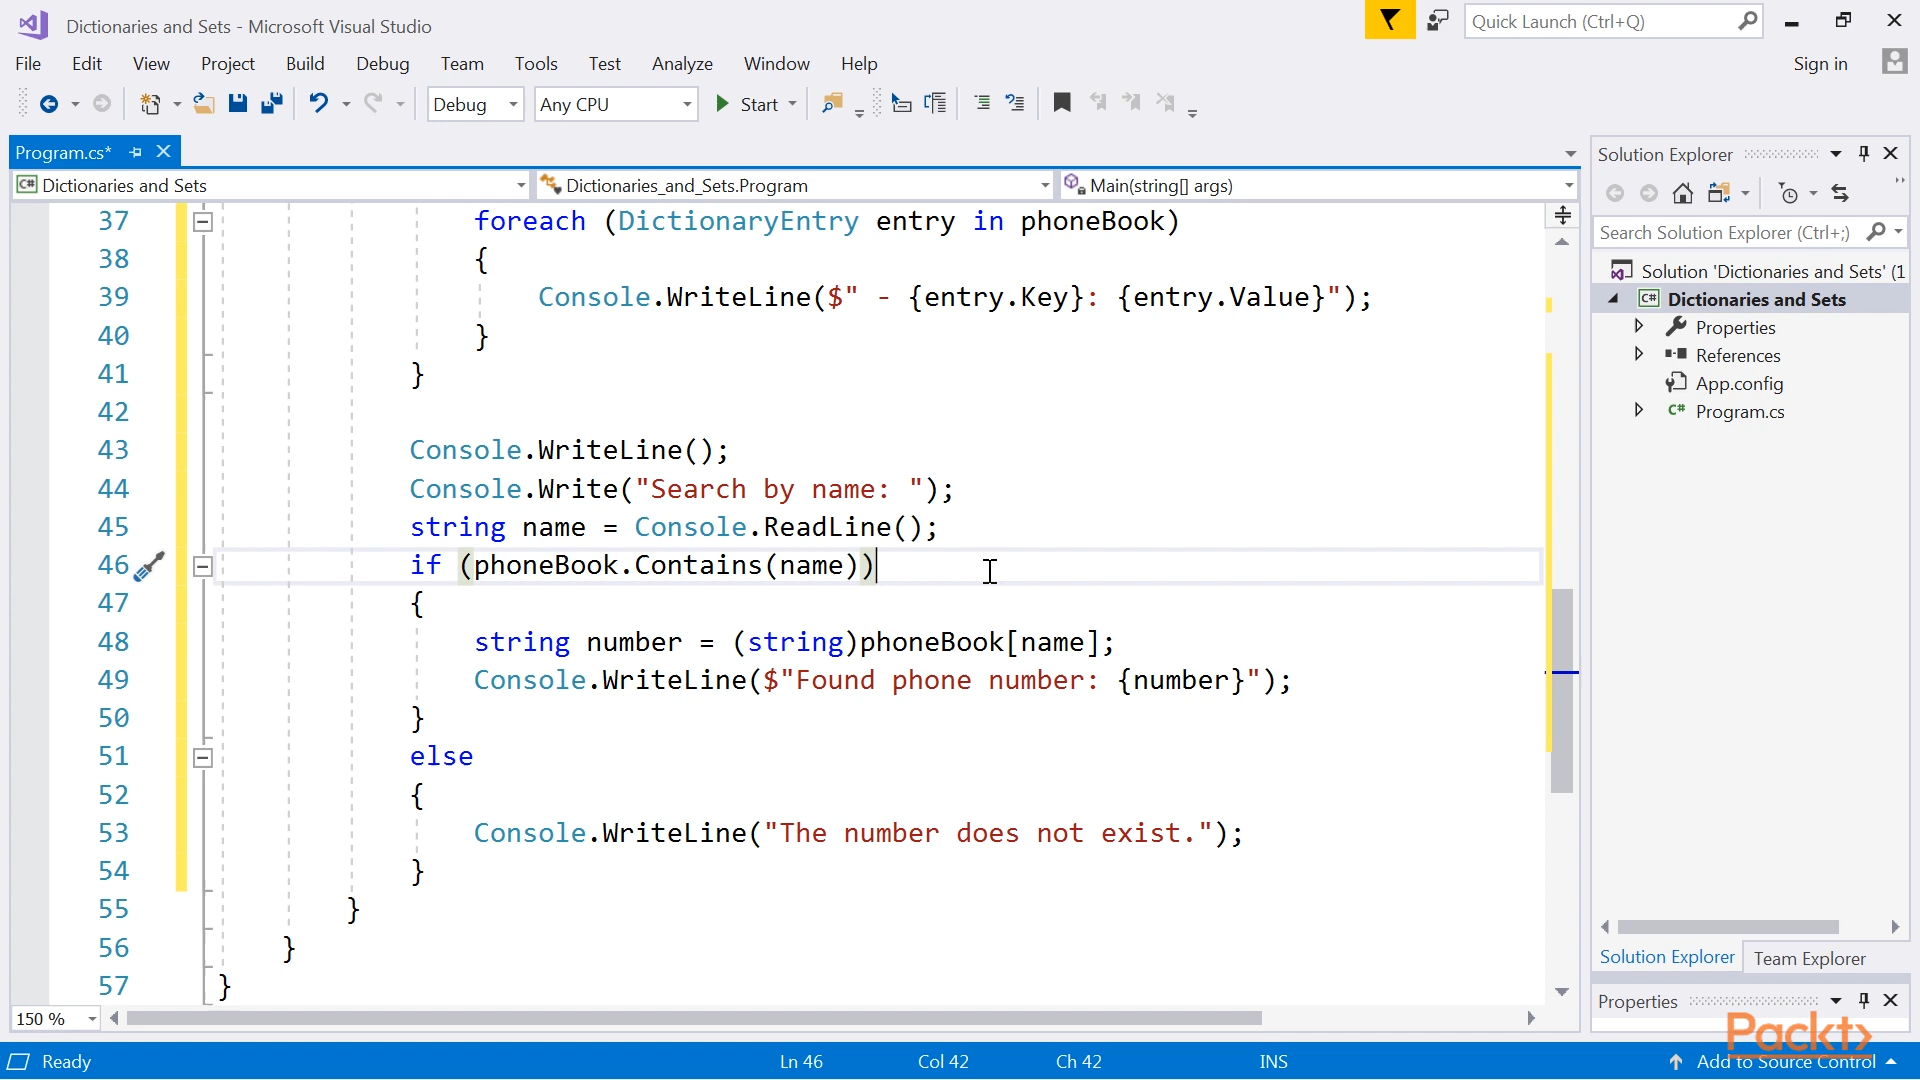 Dictionaries and Sets - Microsoft Visual Studio
Quick Launch (Ctrl+Q)
File Edit View Project Build Debug Team Tools Test Analyze Window Help
Sign in
Debug Any CPU Start
Program.cs*
Dictionaries and Sets Dictionaries_and_Sets.Program Main(string[] args)
37 foreach (DictionaryEntry entry in phoneBook)
38 {
39 Console.WriteLine($" - {entry.Key}: {entry.Value}");
40 }
41 }
42
43 Console.WriteLine();
44 Console.Write("Search by name: ");
45 string name = Console.ReadLine();
46 if (phoneBook.Contains(name))
47 {
48 string number = (string)phoneBook[name];
49 Console.WriteLine($"Found phone number: {number}");
50 }
51 else
52 {
53 Console.WriteLine("The number does not exist.");
54 }
55 }
56 }
57 }
150 %
Solution Explorer
Search Solution Explorer (Ctrl+;)
Solution 'Dictionaries and Sets' (1
C# Dictionaries and Sets
Properties
References
App.config
C# Program.cs
Solution Explorer Team Explorer
Properties
Packt>
Ready Ln 46 Col 42 Ch 42 INS Add to Source Control